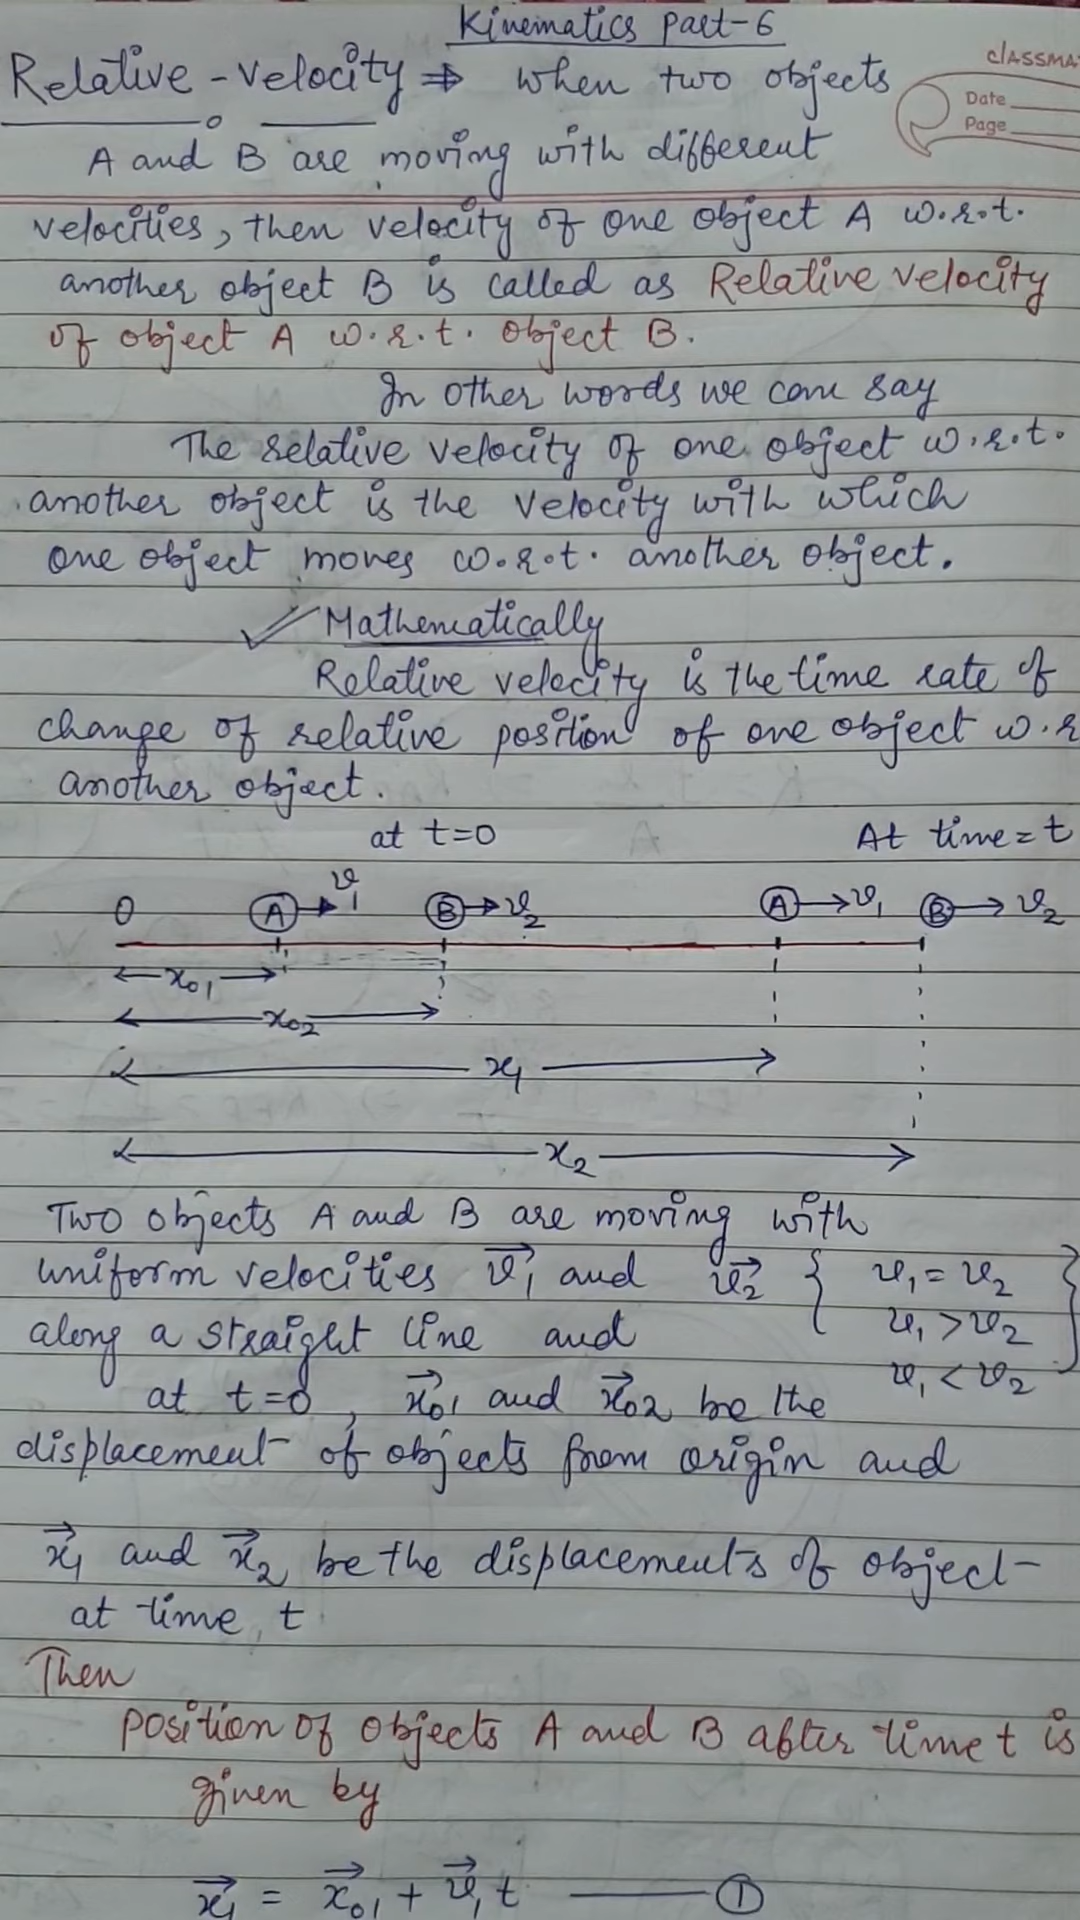 Kinematics part-6
classma
Relative-velocity ⇒ when two objects
Date
Page
A and B are moving with different
velocities, then velocity of one object A w.r.t.
another object B is called as Relative velocity
of object A w.r.t. object B.
In other words we can say
The relative velocity of one object w.r.t.
another object is the velocity with which
one object moves w.r.t. another object.
Mathematically
Relative velocity is the time rate of
change of relative position of one object w.r
another object.
at t=0 At time = t
O A → v₁ B → v₂ A → v₁ B → v₂
x₀₁
x₀₂
x₁
x₂
Two objects A and B are moving with
uniform velocities v⃗₁ and v⃗₂ { v₁ = v₂
along a straight line and v₁ > v₂
v₁ < v₂ }
at t=0, x⃗₀₁ and x⃗₀₂ be the
displacement of objects from origin and
x⃗₁ and x⃗₂ be the displacements of object
at time, t
Then
position of objects A and B after time t is
given by
x⃗₁ = x⃗₀₁ + v⃗₁ t —— ①